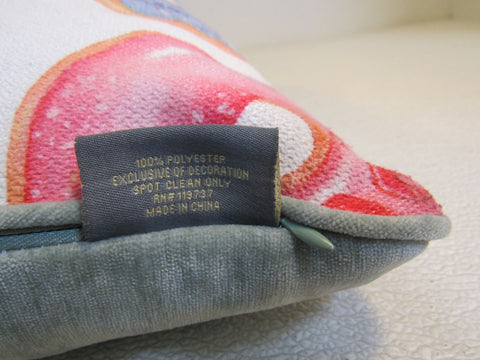 100% POLYESTER
EXCLUSIVE OF DECORATION
SPOT CLEAN ONLY
RN# 119737
MADE IN CHINA